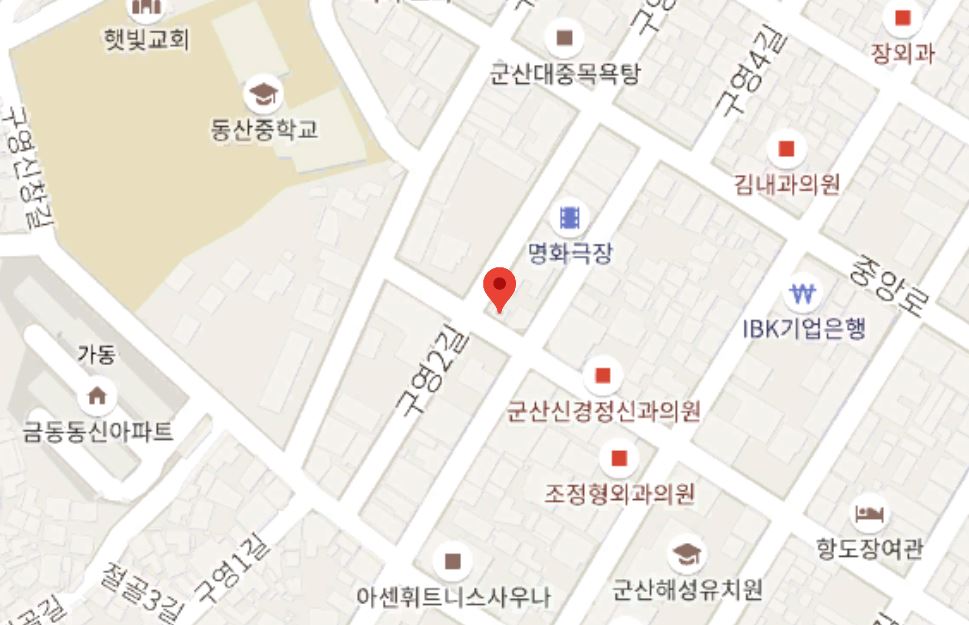 햇빛교회
장외과
군산대중목욕탕
구영4길
동산중학교
김내과의원
구영신창길
명화극장
중앙로
IBK기업은행
가동
구영2길
금동동신아파트
군산신경정신과의원
조정형외과의원
항도장여관
구영1길
절골3길
아센휘트니스사우나
군산해성유치원